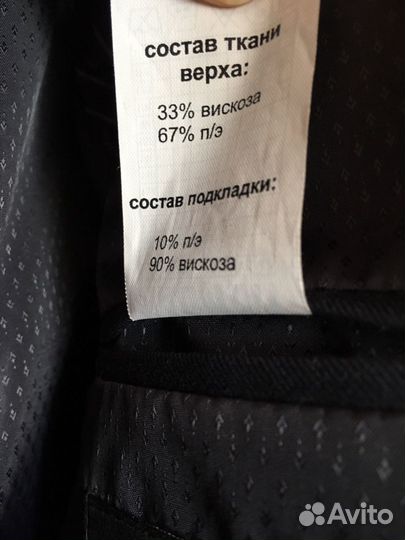 состав ткани
верха:
33% вискоза
67% п/э
состав подкладки:
10% п/э
90% вискоза
Avito